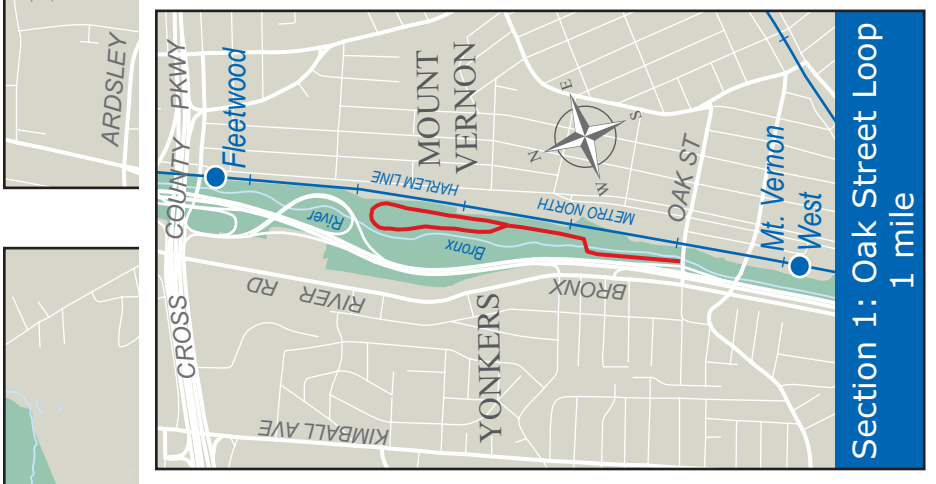 ARDSLEY
CROSS COUNTY PKWY
Fleetwood
MOUNT
VERNON
N
E
S
W
HARLEM LINE
METRO NORTH
River
Bronx
OAK ST
Mt. Vernon
West
BRONX RIVER RD
YONKERS
KIMBALL AVE
Section 1: Oak Street Loop
1 mile